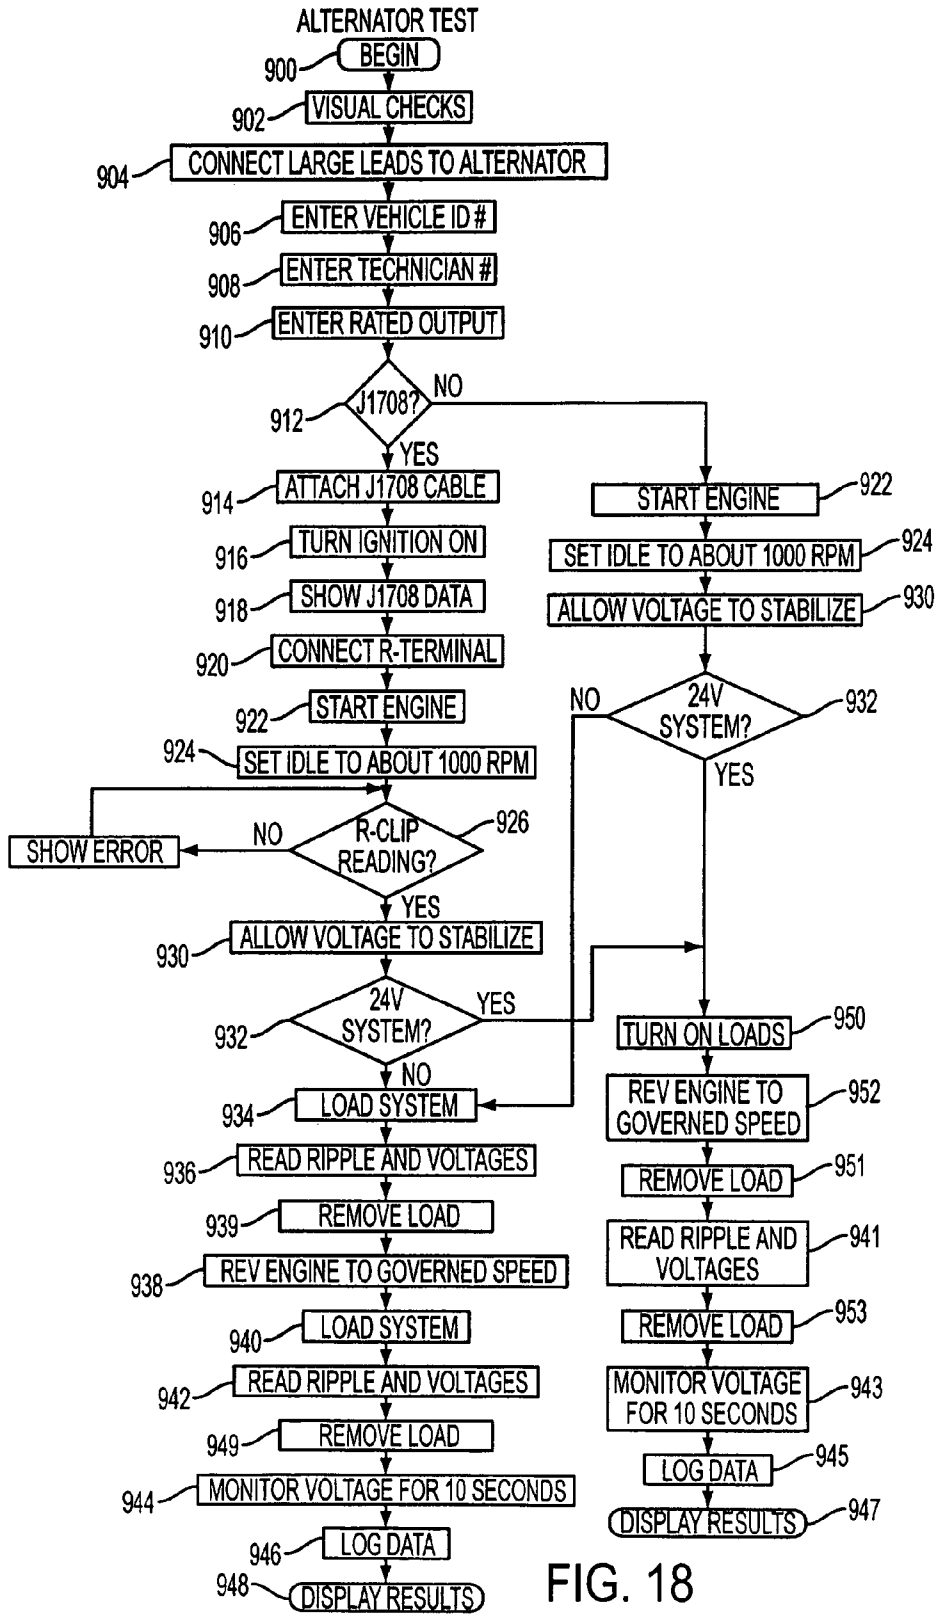 ALTERNATOR TEST
BEGIN
900
VISUAL CHECKS
902
CONNECT LARGE LEADS TO ALTERNATOR
904
ENTER VEHICLE ID #
906
ENTER TECHNICIAN #
908
ENTER RATED OUTPUT
910
J1708?
912
NO
YES
ATTACH J1708 CABLE
914
TURN IGNITION ON
916
SHOW J1708 DATA
918
CONNECT R-TERMINAL
920
START ENGINE
922
SET IDLE TO ABOUT 1000 RPM
924
R-CLIP
READING?
926
NO
SHOW ERROR
YES
ALLOW VOLTAGE TO STABILIZE
930
24V
SYSTEM?
932
YES
NO
LOAD SYSTEM
934
READ RIPPLE AND VOLTAGES
936
REMOVE LOAD
939
REV ENGINE TO GOVERNED SPEED
938
LOAD SYSTEM
940
READ RIPPLE AND VOLTAGES
942
REMOVE LOAD
949
MONITOR VOLTAGE FOR 10 SECONDS
944
LOG DATA
946
DISPLAY RESULTS
948
START ENGINE
922
SET IDLE TO ABOUT 1000 RPM
924
ALLOW VOLTAGE TO STABILIZE
930
24V
SYSTEM?
932
NO
YES
TURN ON LOADS
950
REV ENGINE TO
GOVERNED SPEED
952
REMOVE LOAD
951
READ RIPPLE AND
VOLTAGES
941
REMOVE LOAD
953
MONITOR VOLTAGE
FOR 10 SECONDS
943
LOG DATA
945
DISPLAY RESULTS
947
FIG. 18